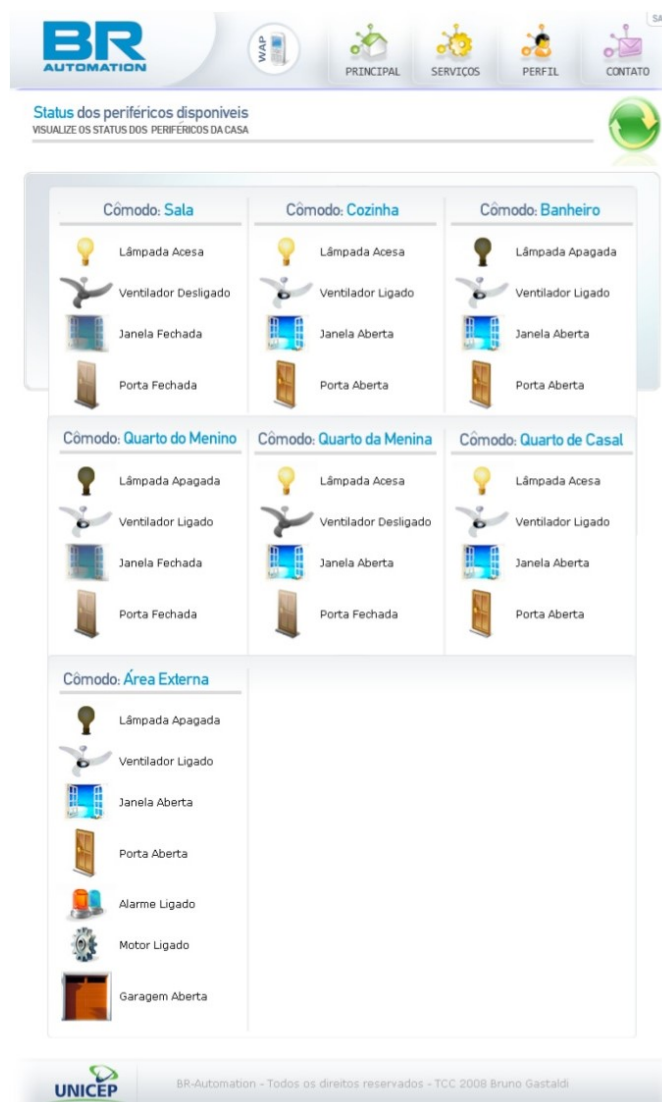 BR
AUTOMATION
WAP
PRINCIPAL
SERVIÇOS
PERFIL
CONTATO
Status dos periféricos disponiveis
VISUALIZE OS STATUS DOS PERIFÉRICOS DA CASA
Cômodo: Sala
Lâmpada Acesa
Ventilador Desligado
Janela Fechada
Porta Fechada
Cômodo: Cozinha
Lâmpada Acesa
Ventilador Ligado
Janela Aberta
Porta Aberta
Cômodo: Banheiro
Lâmpada Apagada
Ventilador Ligado
Janela Aberta
Porta Aberta
Cômodo: Quarto do Menino
Lâmpada Apagada
Ventilador Ligado
Janela Fechada
Porta Fechada
Cômodo: Quarto da Menina
Lâmpada Acesa
Ventilador Desligado
Janela Aberta
Porta Fechada
Cômodo: Quarto de Casal
Lâmpada Acesa
Ventilador Ligado
Janela Aberta
Porta Aberta
Cômodo: Área Externa
Lâmpada Apagada
Ventilador Ligado
Janela Aberta
Porta Aberta
Alarme Ligado
Motor Ligado
Garagem Aberta
UNICEP
BR-Automation - Todos os direitos reservados - TCC 2008 Bruno Gastaldi